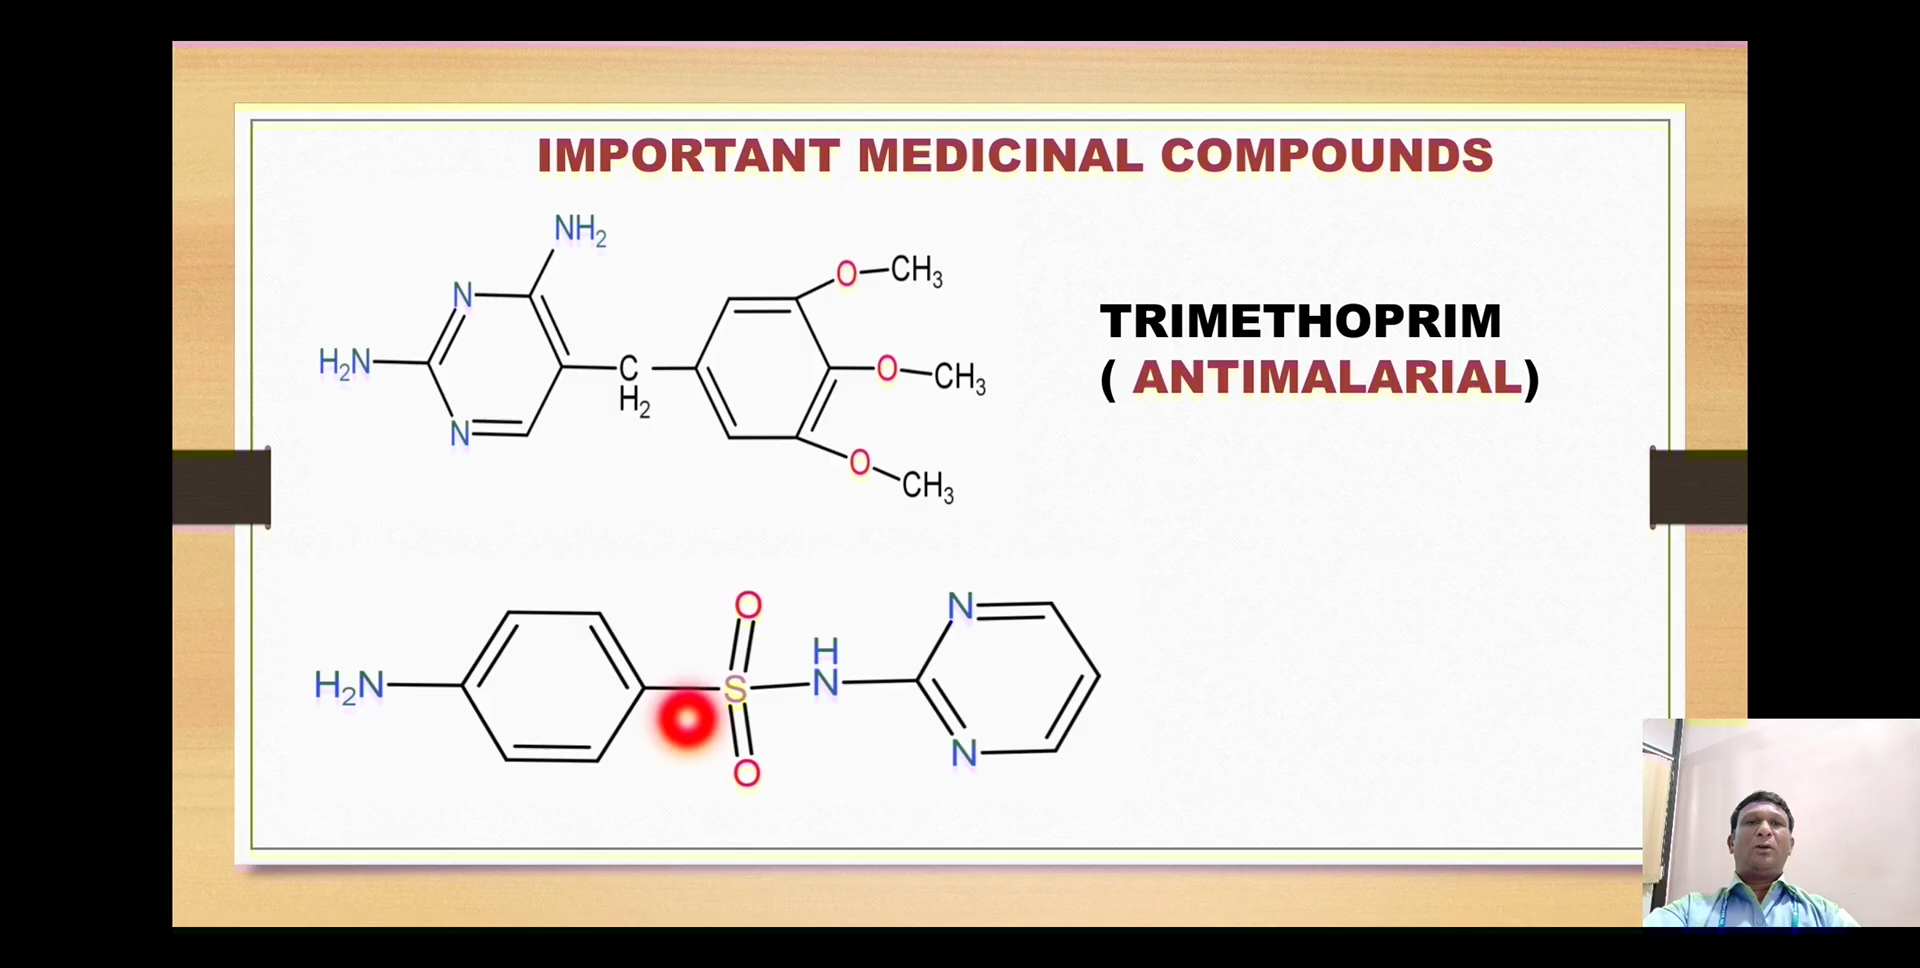 IMPORTANT MEDICINAL COMPOUNDS
NH2
N
O—CH3
H2N
C
H2
O—CH3
N
O—CH3
TRIMETHOPRIM
( ANTIMALARIAL)
O
N
H
N
H2N
S
N
O